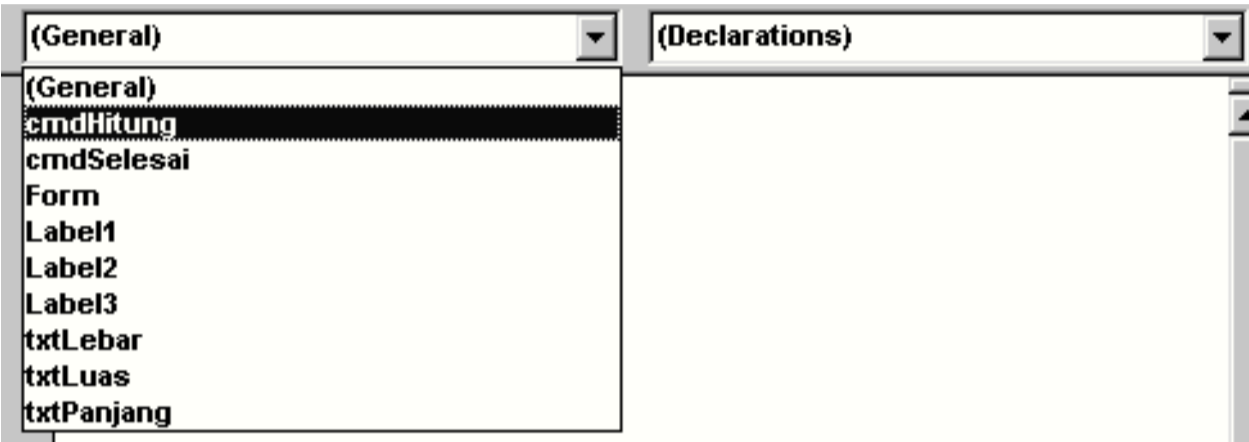 (General) (Declarations)
(General)
cmdHitung
cmdSelesai
Form
Label1
Label2
Label3
txtLebar
txtLuas
txtPanjang